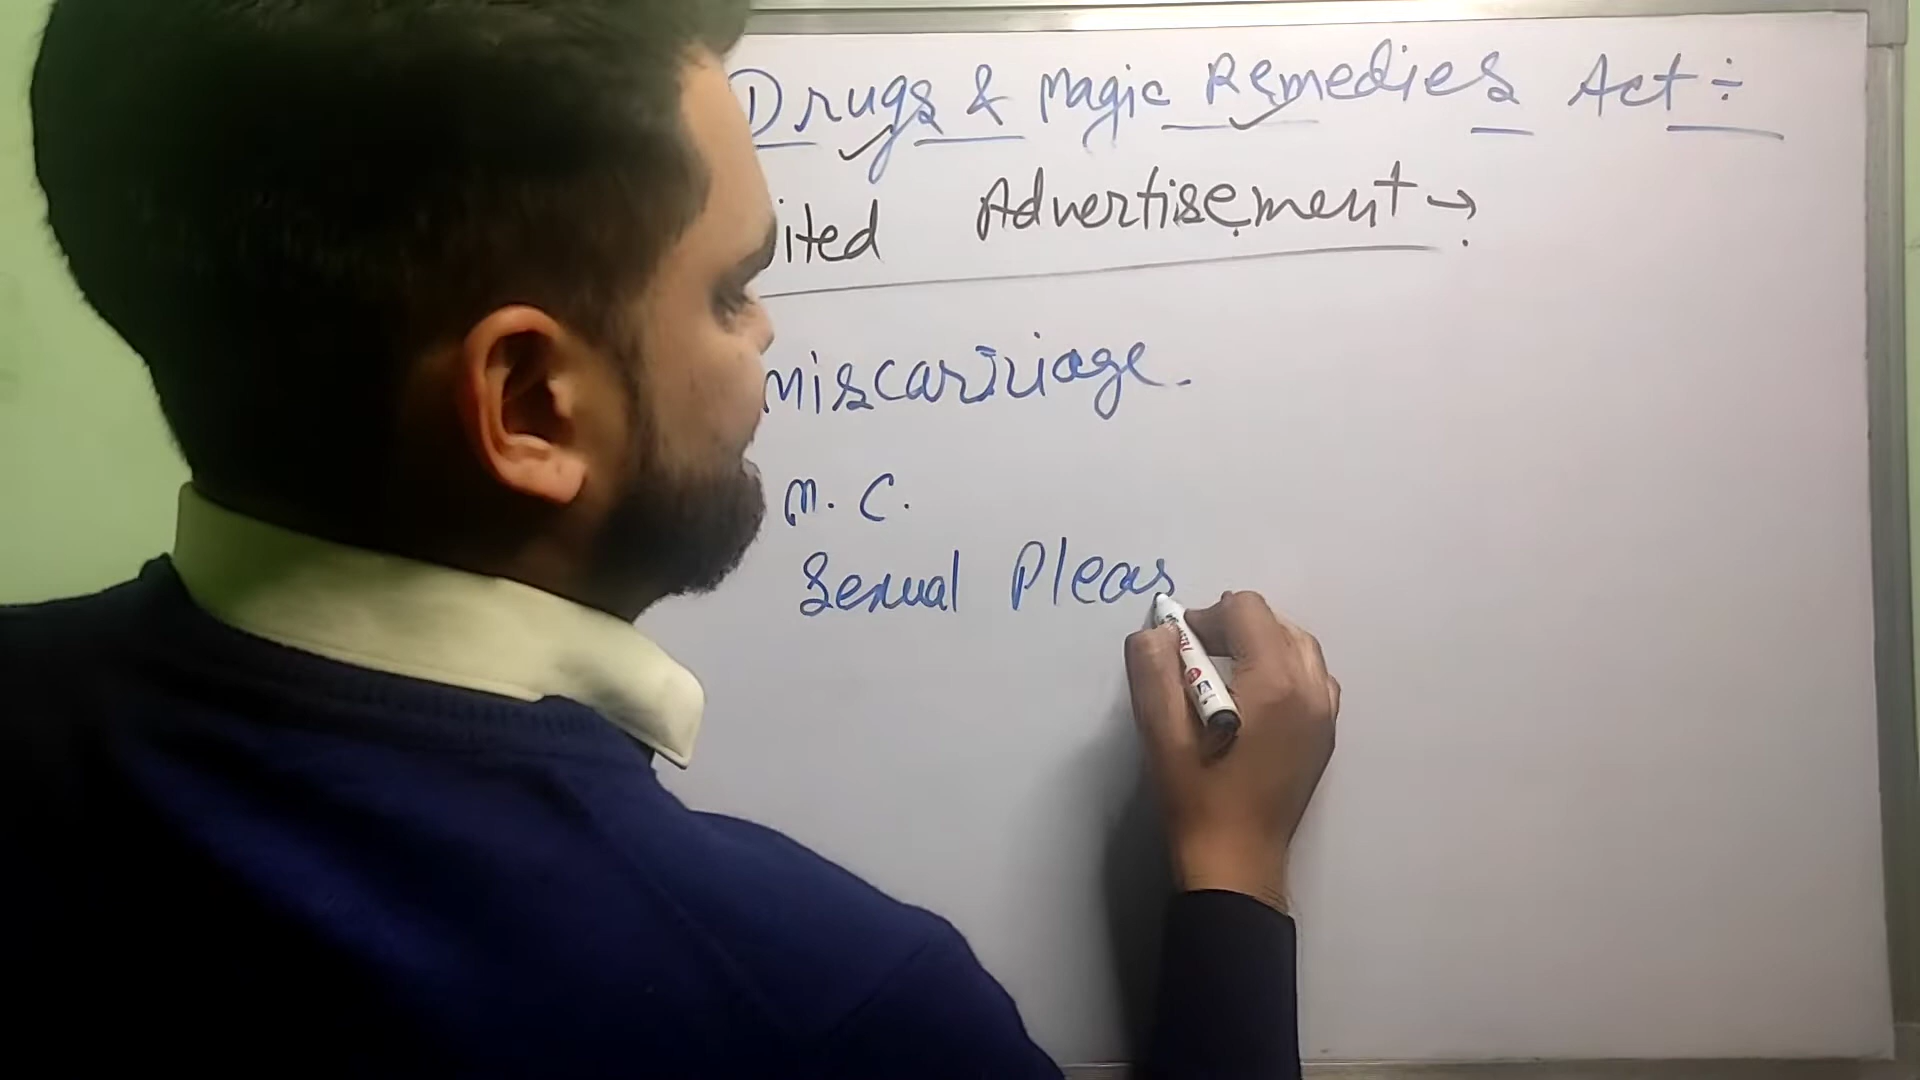 Drugs & Magic Remedies Act ÷
ited Advertisement →
miscarriage.
M. C.
Sexual Pleas